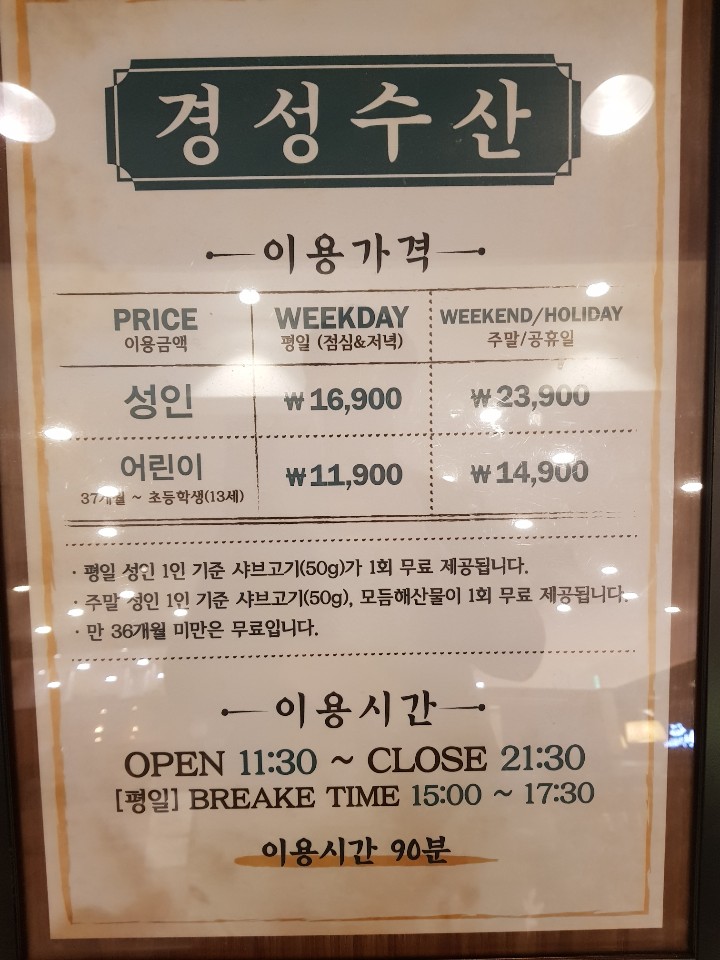 경성수산
이용가격
PRICE WEEKDAY WEEKEND/HOLIDAY
이용금액 평일 (점심&저녁) 주말/공휴일
성인 ₩16,900 ₩23,900
어린이 ₩11,900 ₩14,900
37개월 ~ 초등학생(13세)
· 평일 성인 1인 기준 샤브고기(50g)가 1회 무료 제공됩니다.
· 주말 성인 1인 기준 샤브고기(50g), 모듬해산물이 1회 무료 제공됩니다.
· 만 36개월 미만은 무료입니다.
이용시간
OPEN 11:30 ~ CLOSE 21:30
[평일] BREAKE TIME 15:00 ~ 17:30
이용시간 90분